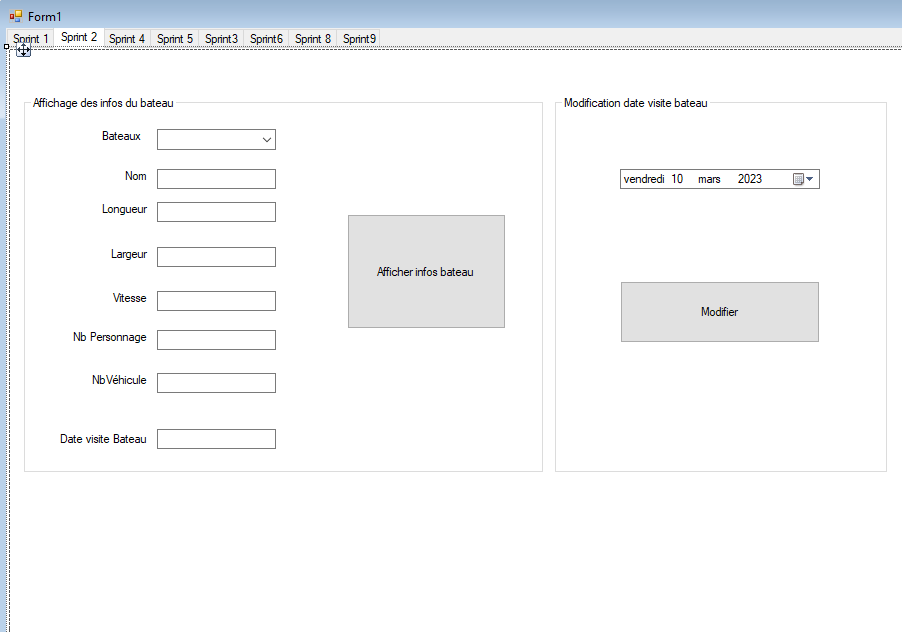 Form1
Sprint 1 Sprint 2 Sprint 4 Sprint 5 Sprint3 Sprint6 Sprint 8 Sprint9
Affichage des infos du bateau
Bateaux
Nom
Longueur
Largeur
Vitesse
Nb Personnage
NbVéhicule
Date visite Bateau
Afficher infos bateau
Modification date visite bateau
vendredi 10 mars 2023
Modifier